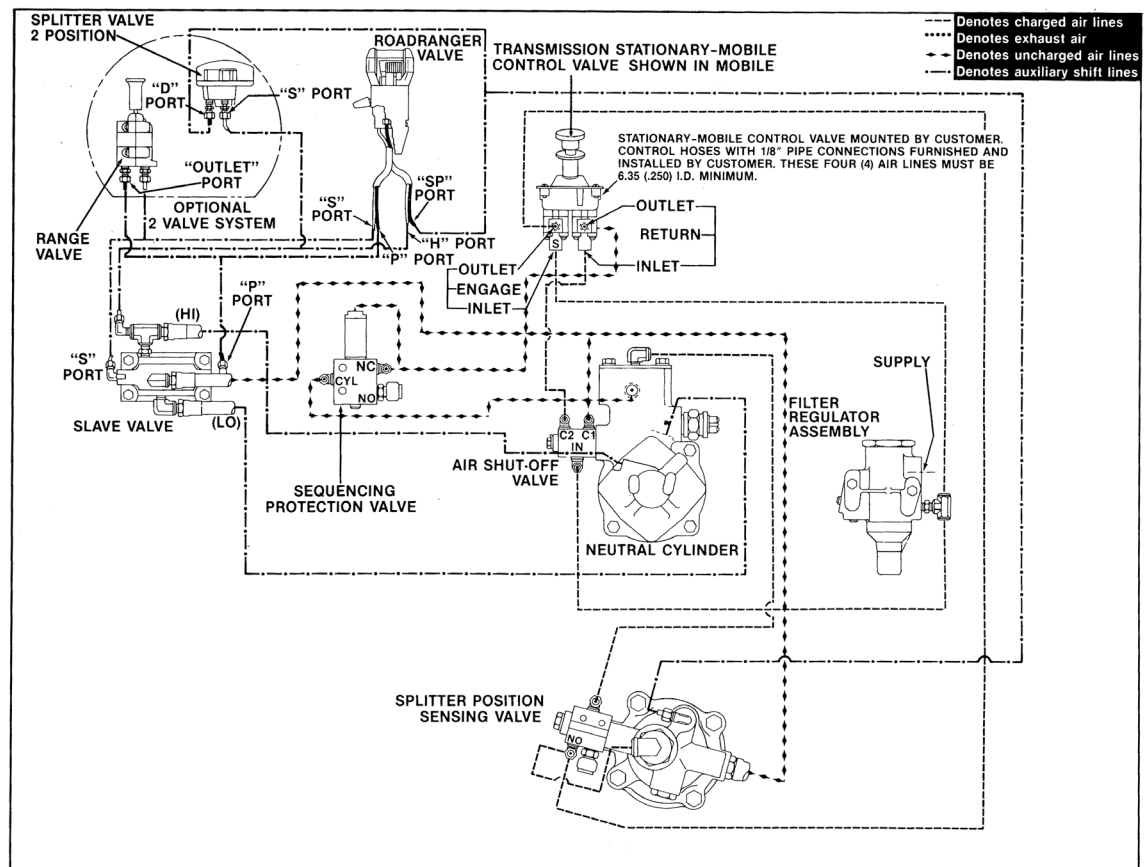 SPLITTER VALVE
2 POSITION
ROADRANGER
VALVE
TRANSMISSION STATIONARY-MOBILE
CONTROL VALVE SHOWN IN MOBILE
Denotes charged air lines
Denotes exhaust air
Denotes uncharged air lines
Denotes auxiliary shift lines
"D"
PORT
"S" PORT
STATIONARY-MOBILE CONTROL VALVE MOUNTED BY CUSTOMER.
CONTROL HOSES WITH 1/8" PIPE CONNECTIONS FURNISHED AND
INSTALLED BY CUSTOMER. THESE FOUR (4) AIR LINES MUST BE
6.35 (.250) I.D. MINIMUM.
"OUTLET"
PORT
OPTIONAL
2 VALVE SYSTEM
RANGE
VALVE
"S"
PORT
"SP"
PORT
"H" PORT
"P" PORT
OUTLET
RETURN
INLET
S
OUTLET
ENGAGE
INLET
"P"
PORT
(HI)
"S"
PORT
(LO)
SLAVE VALVE
NC
CYL
NO
SEQUENCING
PROTECTION VALVE
C2 C1
IN
AIR SHUT-OFF
VALVE
NEUTRAL CYLINDER
SUPPLY
FILTER
REGULATOR
ASSEMBLY
SPLITTER POSITION
SENSING VALVE
NO